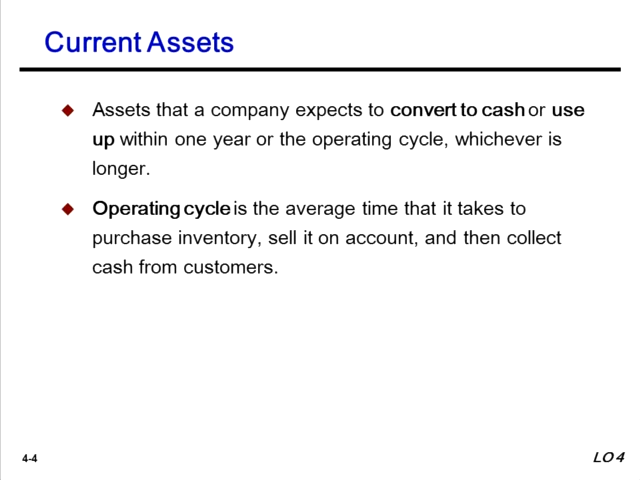 Current Assets
Assets that a company expects to convert to cash or use
up within one year or the operating cycle, whichever is
longer.
Operating cycle is the average time that it takes to
purchase inventory, sell it on account, and then collect
cash from customers.
4-4
LO 4